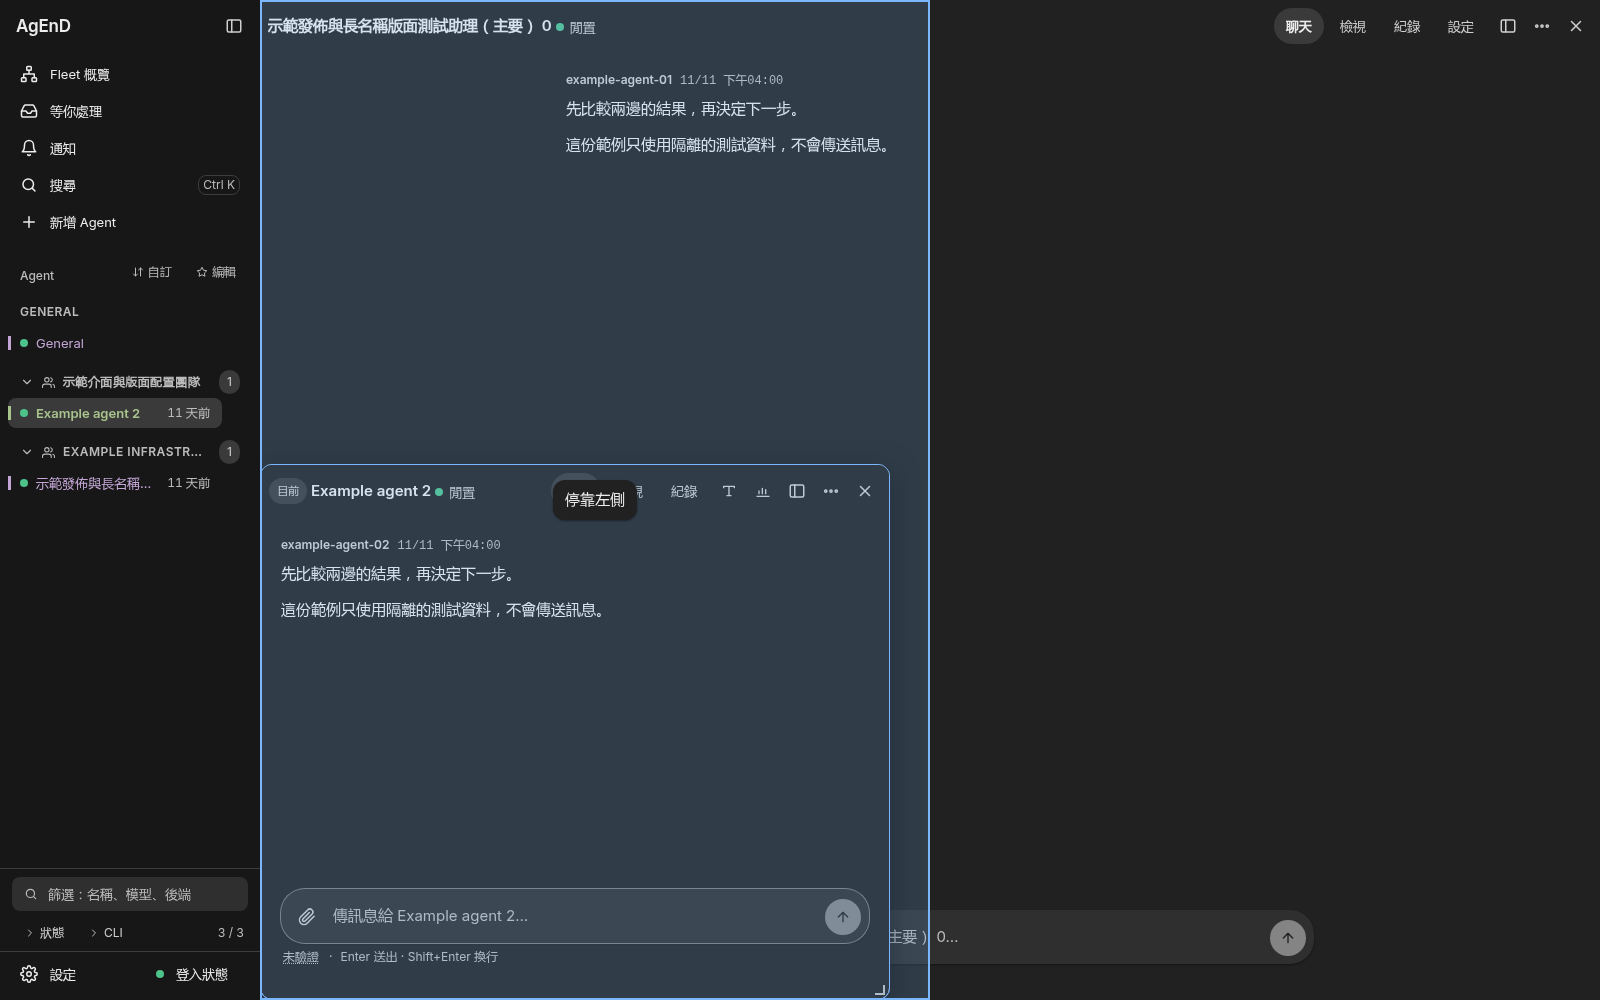 AgEnD
Fleet 概覽
等你處理
通知
搜尋
Ctrl K
新增 Agent
Agent
自訂
編輯
GENERAL
General
示範介面與版面配置團隊
1
Example agent 2
11 天前
EXAMPLE INFRASTR...
1
示範發佈與長名稱...
11 天前
篩選：名稱、模型、後端
狀態
CLI
3 / 3
設定
登入狀態
示範發佈與長名稱版面測試助理（主要）0
閒置
聊天
檢視
紀錄
設定
example-agent-01 11/11 下午04:00
先比較兩邊的結果，再決定下一步。
這份範例只使用隔離的測試資料，不會傳送訊息。
目前
Example agent 2
閒置
停靠左側
視
紀錄
example-agent-02 11/11 下午04:00
先比較兩邊的結果，再決定下一步。
這份範例只使用隔離的測試資料，不會傳送訊息。
傳訊息給 Example agent 2...
未驗證 · Enter 送出 · Shift+Enter 換行
主要）0...